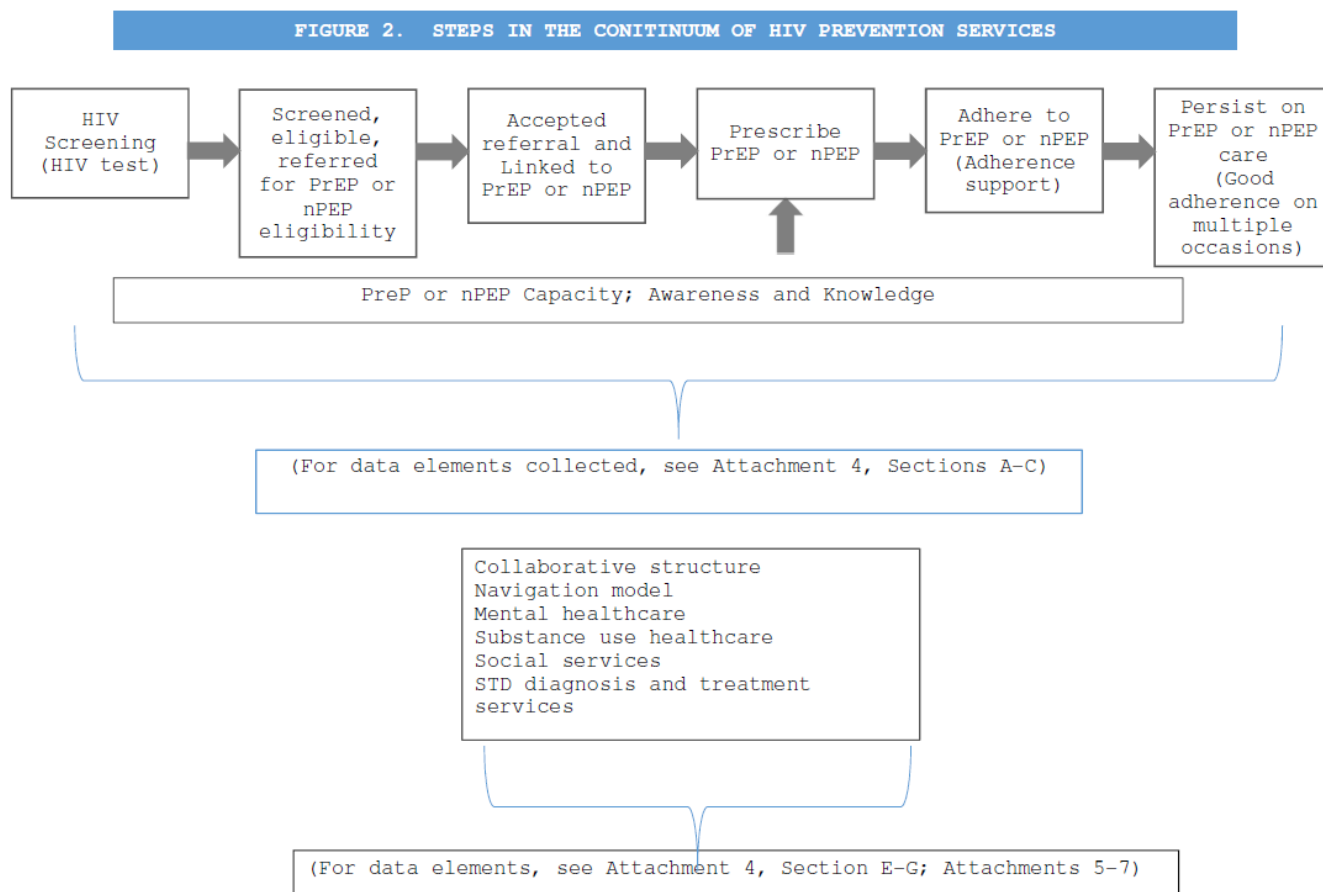 FIGURE 2.  STEPS IN THE CONITINUUM OF HIV PREVENTION SERVICES
HIV
Screening
(HIV test)
Screened,
eligible,
referred
for PrEP or
nPEP
eligibility
Accepted
referral and
Linked to
PrEP or nPEP
Prescribe
PrEP or nPEP
Adhere to
PrEP or nPEP
(Adherence
support)
Persist on
PrEP or nPEP
care
(Good
adherence on
multiple
occasions)
PreP or nPEP Capacity; Awareness and Knowledge
(For data elements collected, see Attachment 4, Sections A-C)
Collaborative structure
Navigation model
Mental healthcare
Substance use healthcare
Social services
STD diagnosis and treatment
services
(For data elements, see Attachment 4, Section E-G; Attachments 5-7)